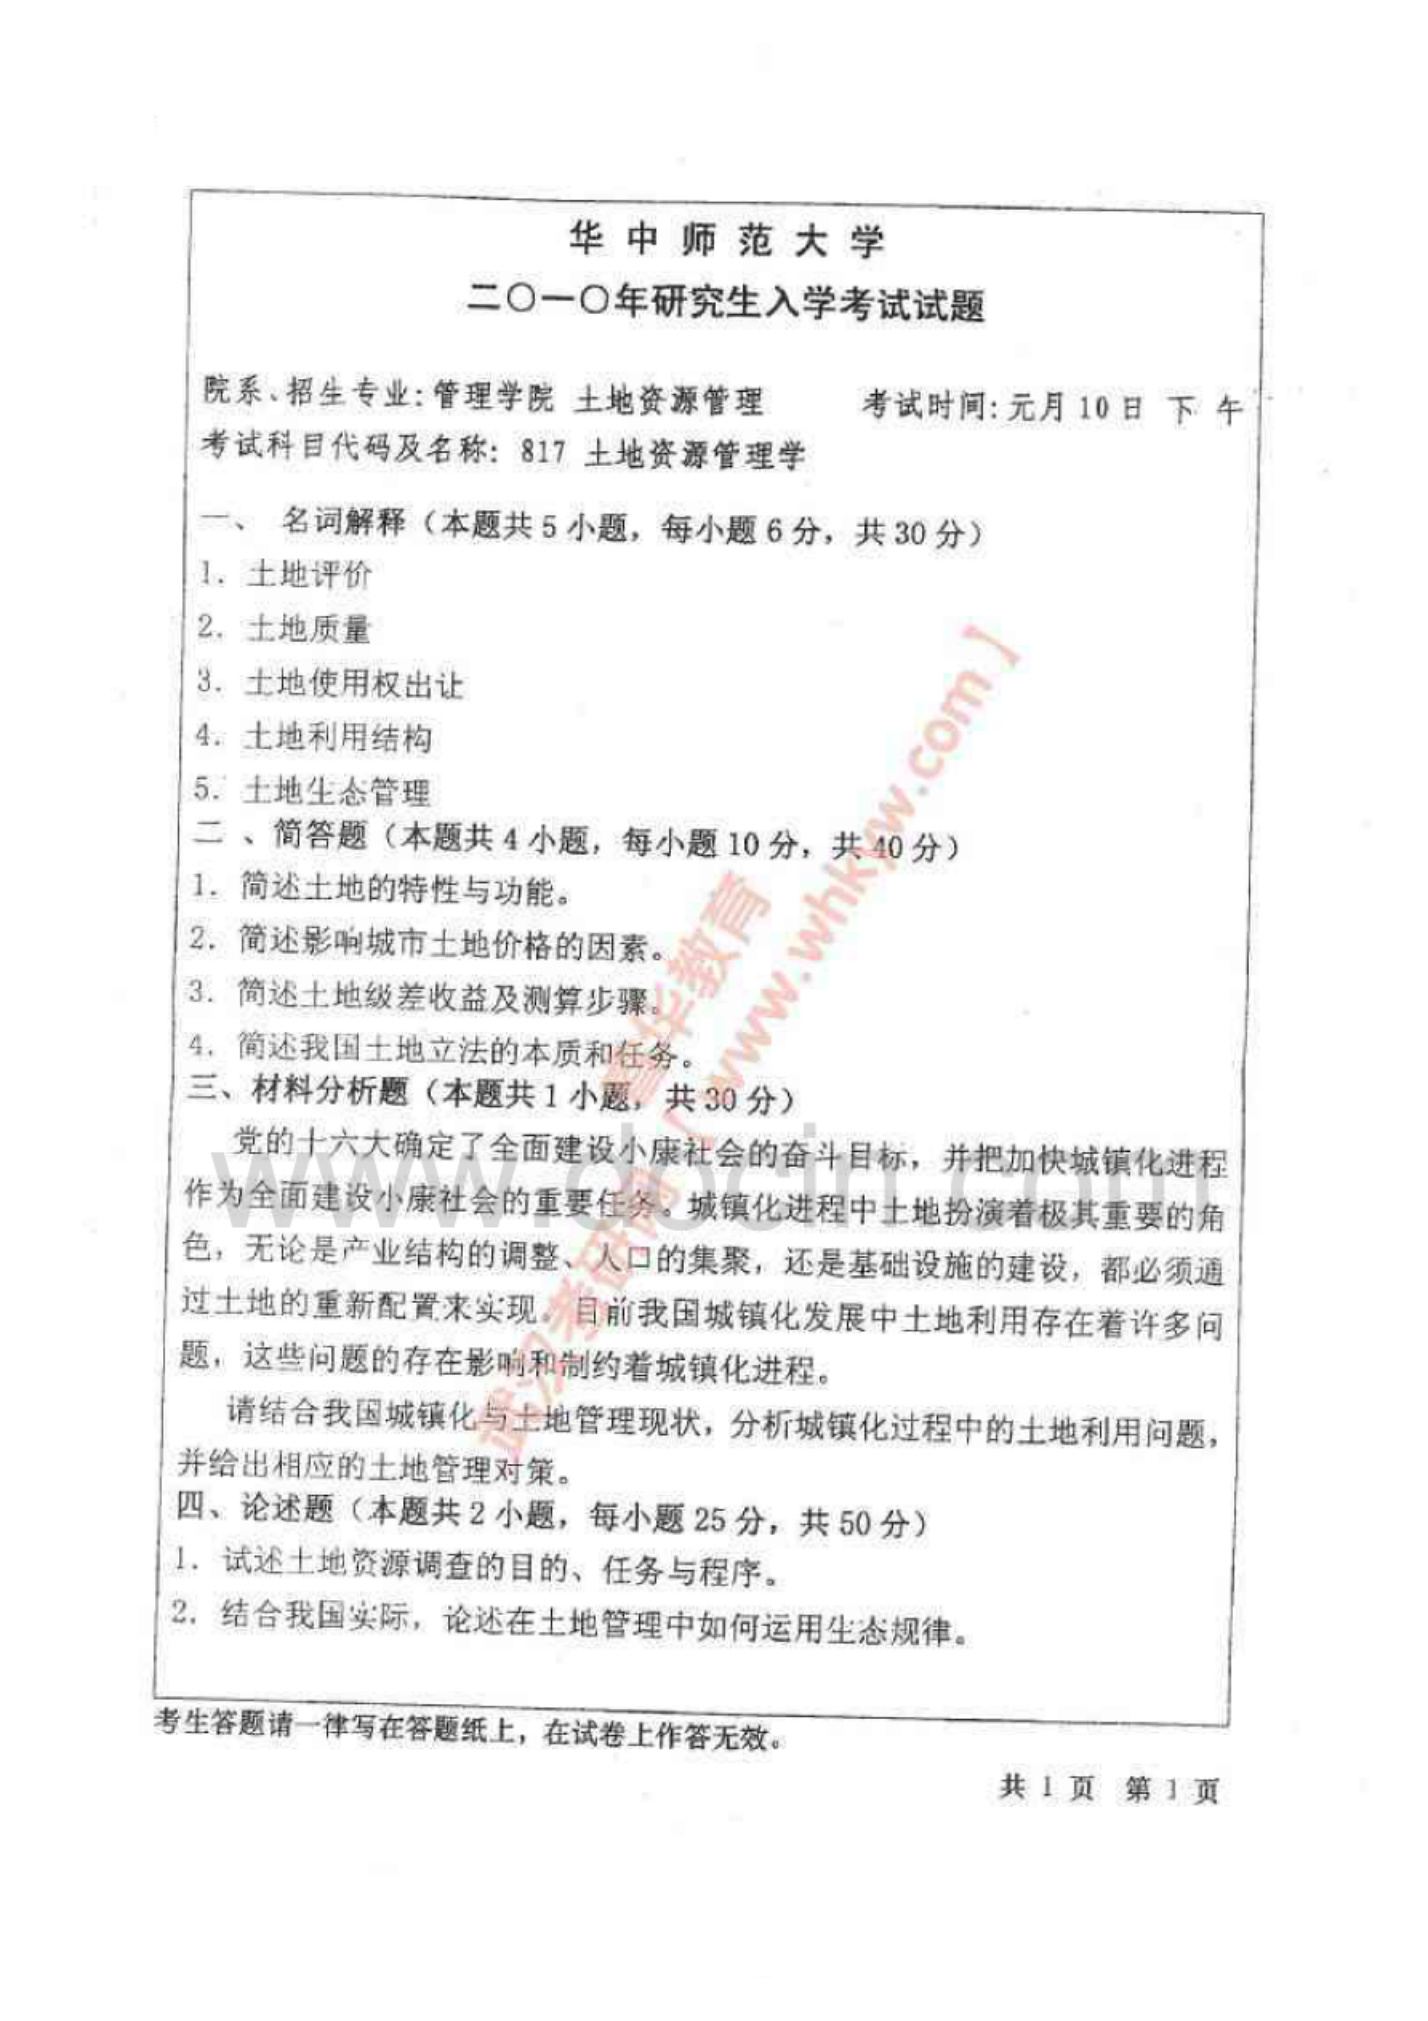 华中师范大学
二〇一〇年研究生入学考试试题
院系、招生专业:管理学院 土地资源管理 考试时间:元月10日 下 午
考试科目代码及名称: 817 土地资源管理学
一、 名词解释（本题共5小题，每小题6分，共30分）
1. 土地评价
2. 土地质量
3. 土地使用权出让
4. 土地利用结构
5. 土地生态管理
二 、简答题（本题共4小题，每小题10分，共40分）
1. 简述土地的特性与功能。
2. 简述影响城市土地价格的因素。
3. 简述土地级差收益及测算步骤。
4. 简述我国土地立法的本质和任务。
三、材料分析题（本题共1小题，共30分）
党的十六大确定了全面建设小康社会的奋斗目标，并把加快城镇化进程
作为全面建设小康社会的重要任务。城镇化进程中土地扮演着极其重要的角
色，无论是产业结构的调整、人口的集聚，还是基础设施的建设，都必须通
过土地的重新配置来实现。目前我国城镇化发展中土地利用存在着许多问
题，这些问题的存在影响和制约着城镇化进程。
请结合我国城镇化与土地管理现状，分析城镇化过程中的土地利用问题，
并给出相应的土地管理对策。
四、论述题（本题共2小题，每小题25分，共50分）
1. 试述土地资源调查的目的、任务与程序。
2. 结合我国实际，论述在土地管理中如何运用生态规律。
考生答题请一律写在答题纸上，在试卷上作答无效。
共 1 页 第 1 页
www.docin.com
武汉考研网 华教育
【www.whkyw.com】